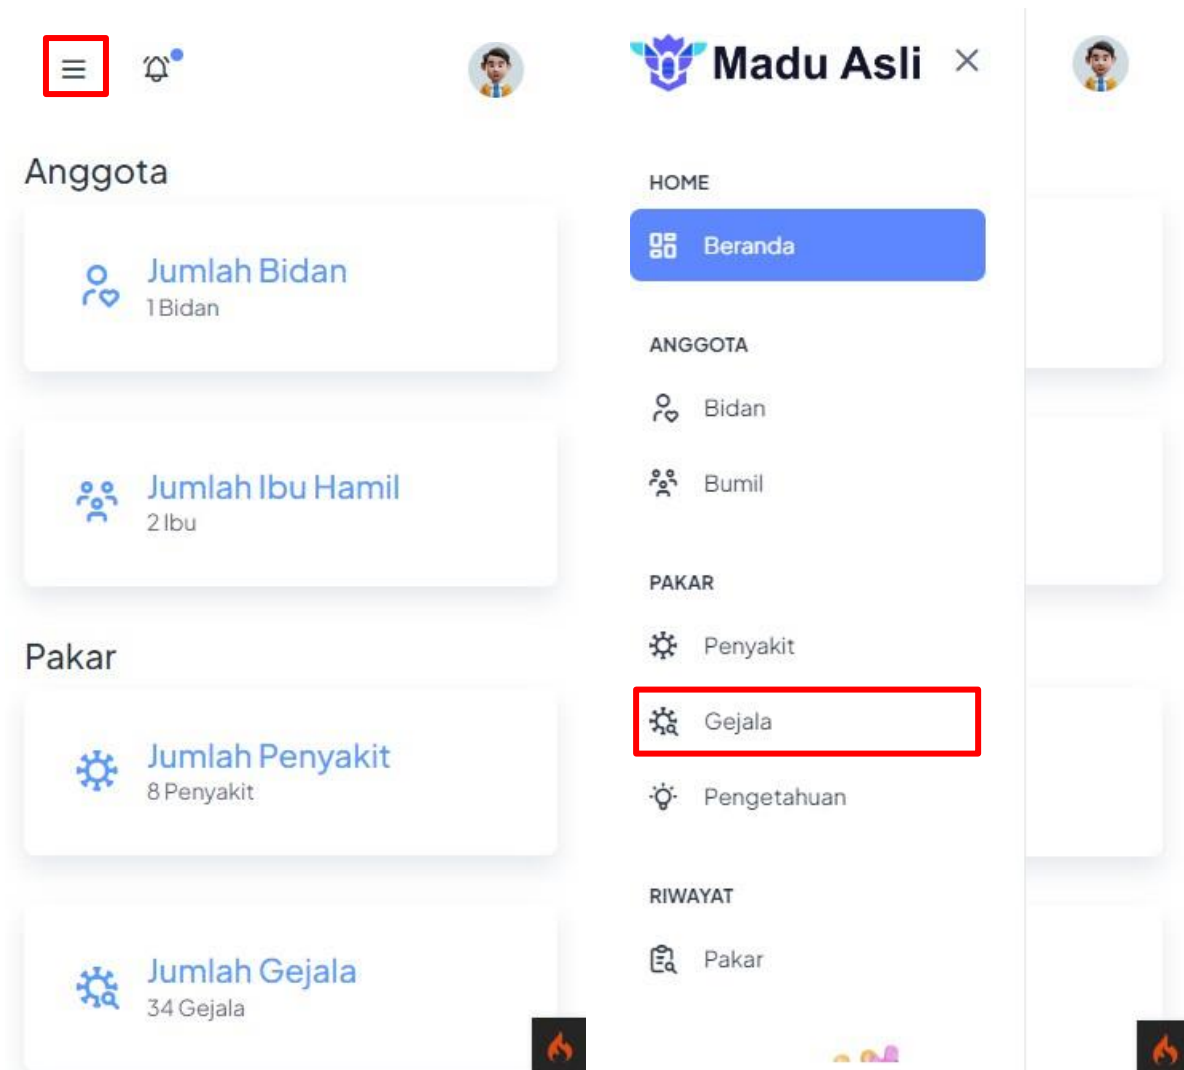 Anggota
Jumlah Bidan
1 Bidan
Jumlah Ibu Hamil
2 Ibu
Pakar
Jumlah Penyakit
8 Penyakit
Jumlah Gejala
34 Gejala
Madu Asli
HOME
Beranda
ANGGOTA
Bidan
Bumil
PAKAR
Penyakit
Gejala
Pengetahuan
RIWAYAT
Pakar